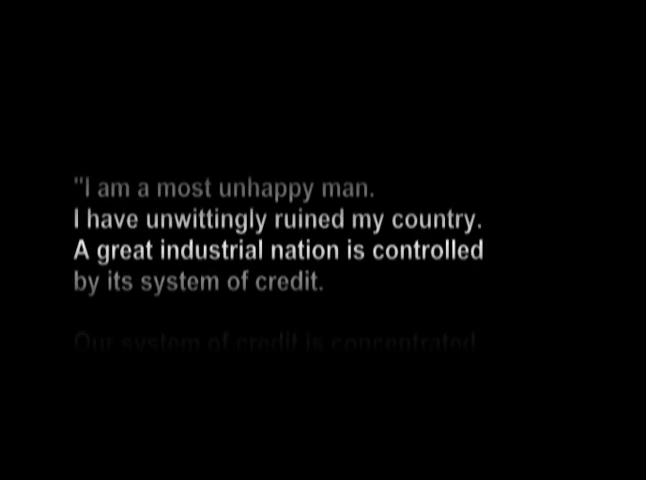 "I am a most unhappy man.
I have unwittingly ruined my country.
A great industrial nation is controlled
by its system of credit.
Our system of credit is concentrated